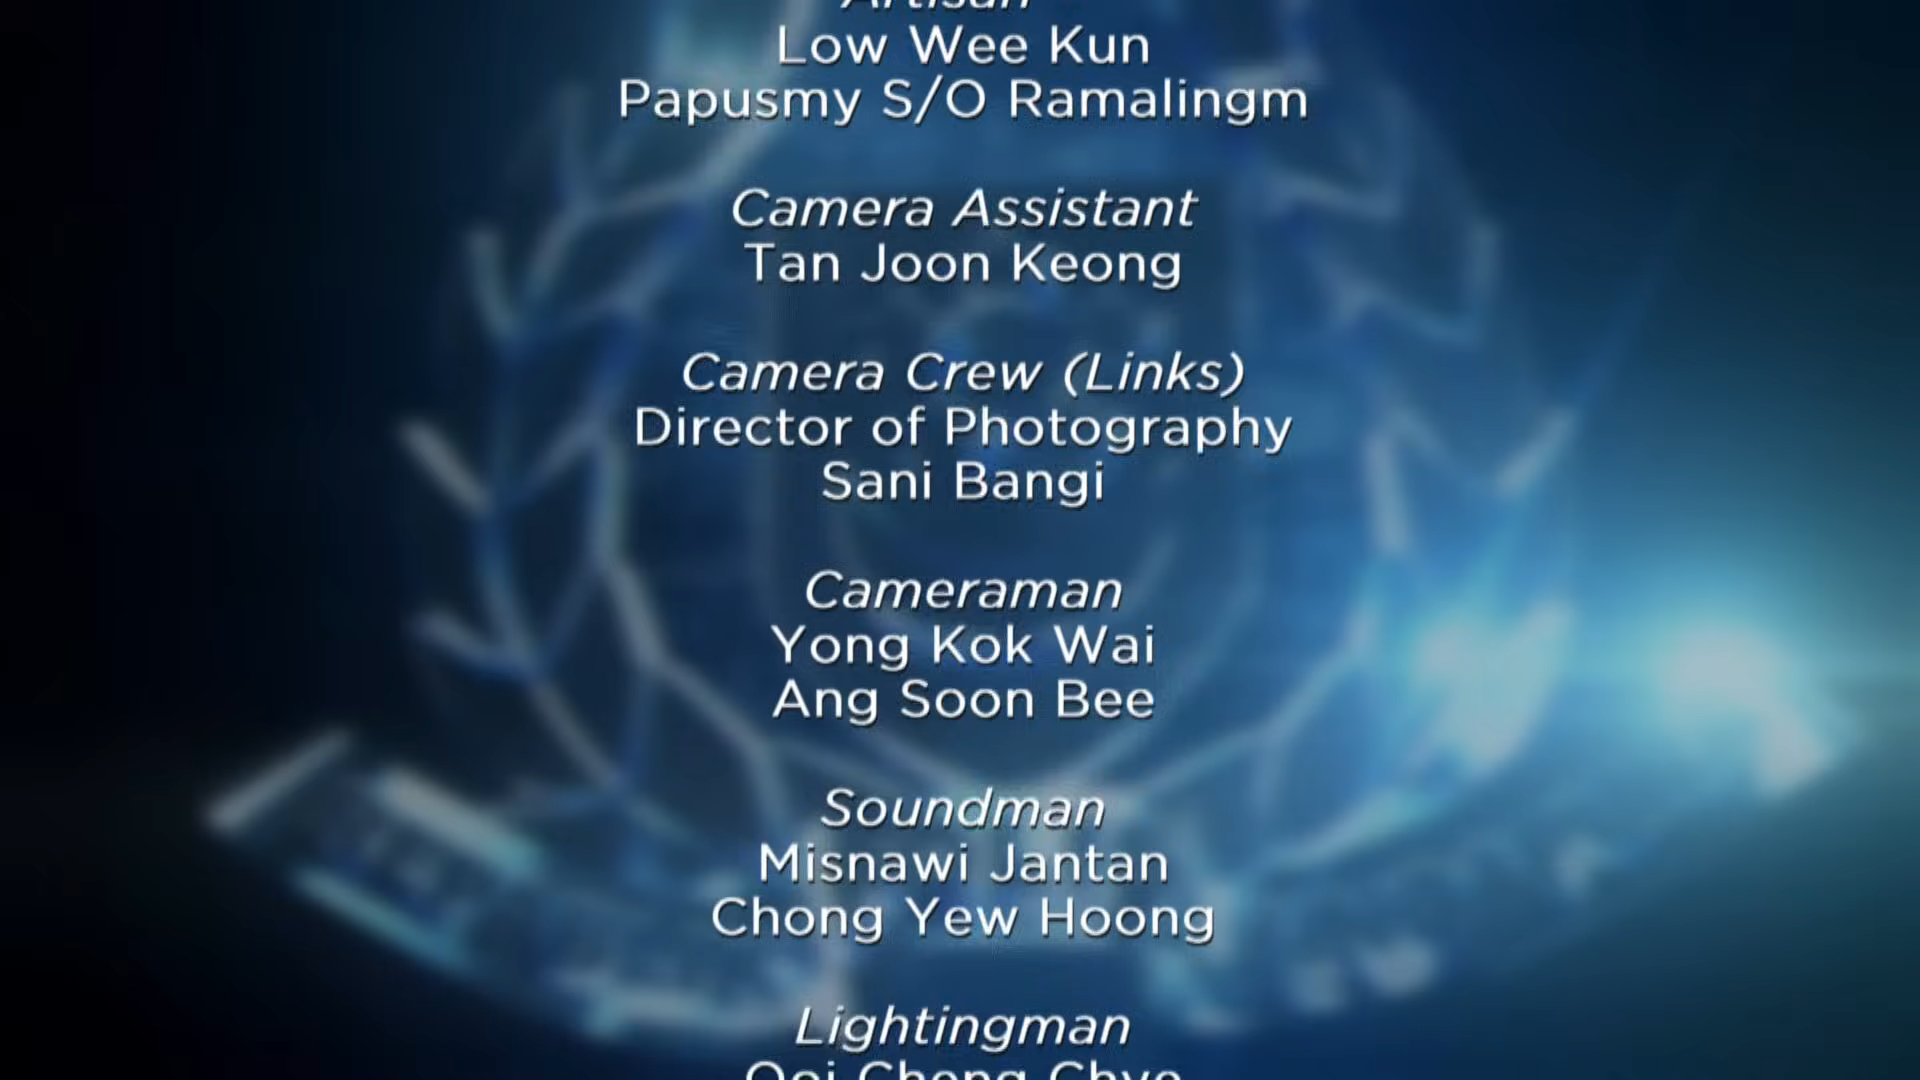 Artisan
Low Wee Kun
Papusmy S/O Ramalingm
Camera Assistant
Tan Joon Keong
Camera Crew (Links)
Director of Photography
Sani Bangi
Cameraman
Yong Kok Wai
Ang Soon Bee
Soundman
Misnawi Jantan
Chong Yew Hoong
Lightingman